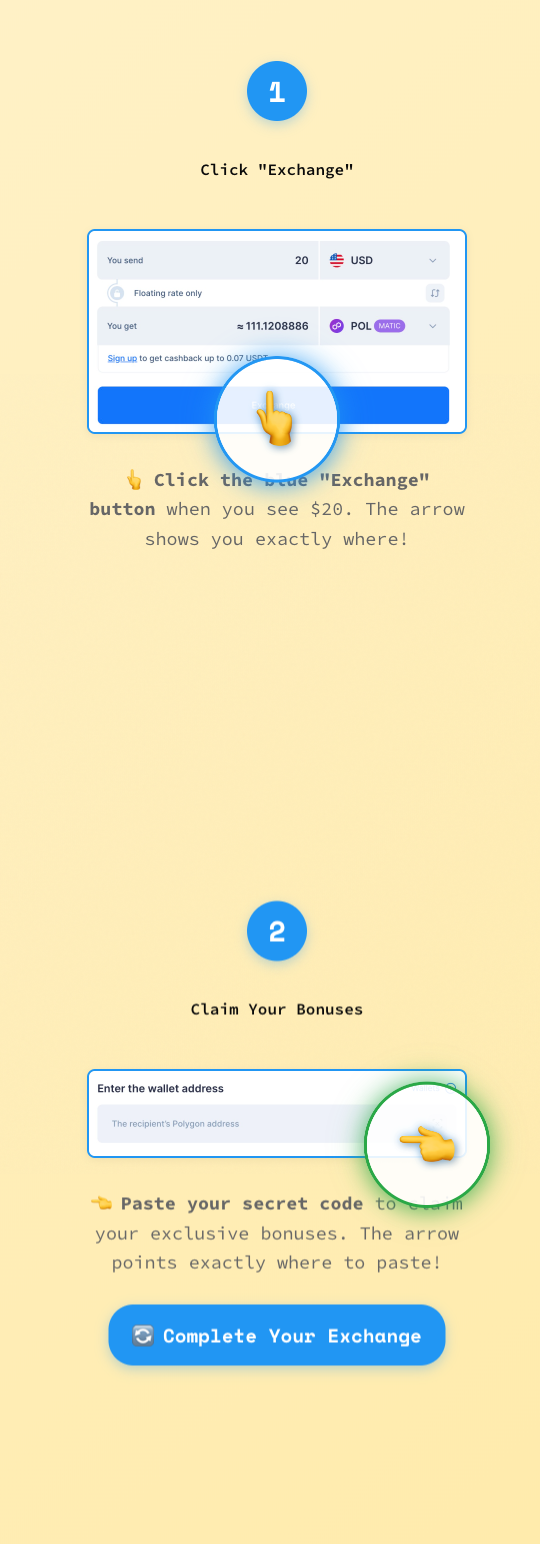 1
Click "Exchange"
You send 20 USD
Floating rate only
You get ≈ 111.1208886 POL MATIC
Sign up to get cashback up to 0.07 USDT
👆 Click the blue "Exchange"
button when you see $20. The arrow
shows you exactly where!
2
Claim Your Bonuses
Enter the wallet address
The recipient's Polygon address
👈 Paste your secret code to claim
your exclusive bonuses. The arrow
points exactly where to paste!
🔄 Complete Your Exchange